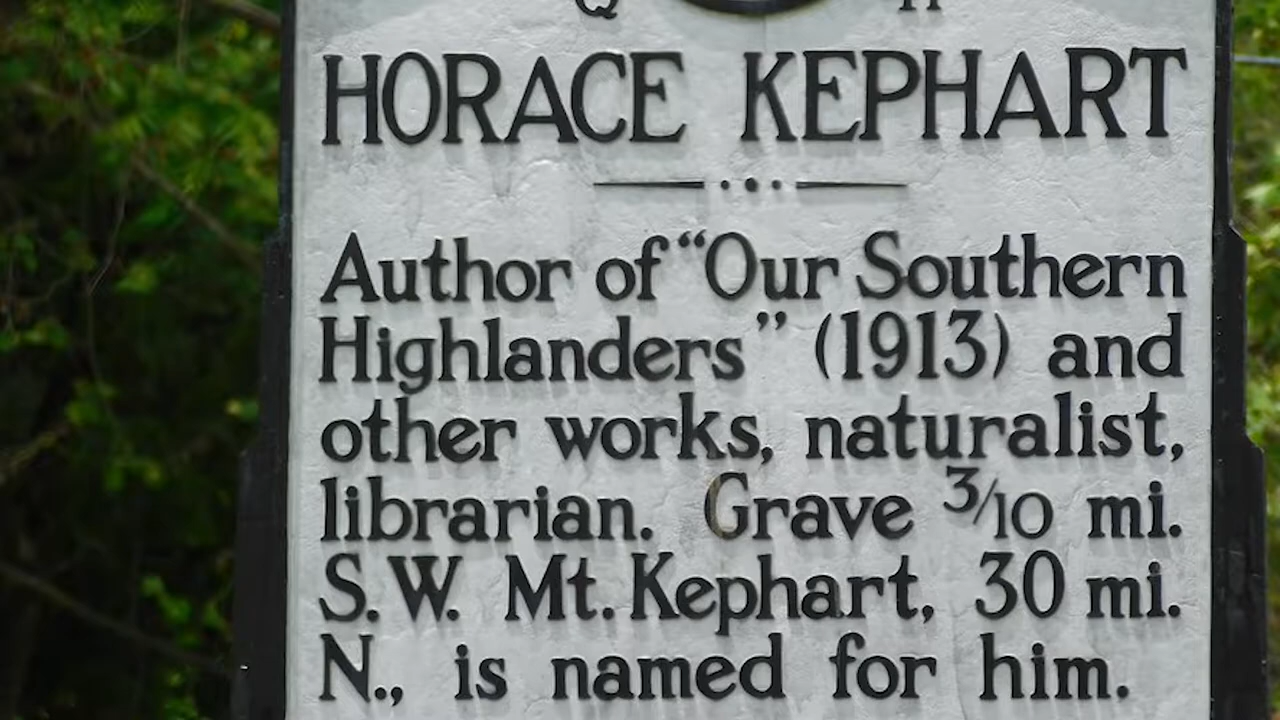 HORACE KEPHART
Author of "Our Southern
Highlanders" (1913) and
other works, naturalist,
librarian. Grave 3/10 mi.
S.W. Mt. Kephart, 30 mi.
N., is named for him.